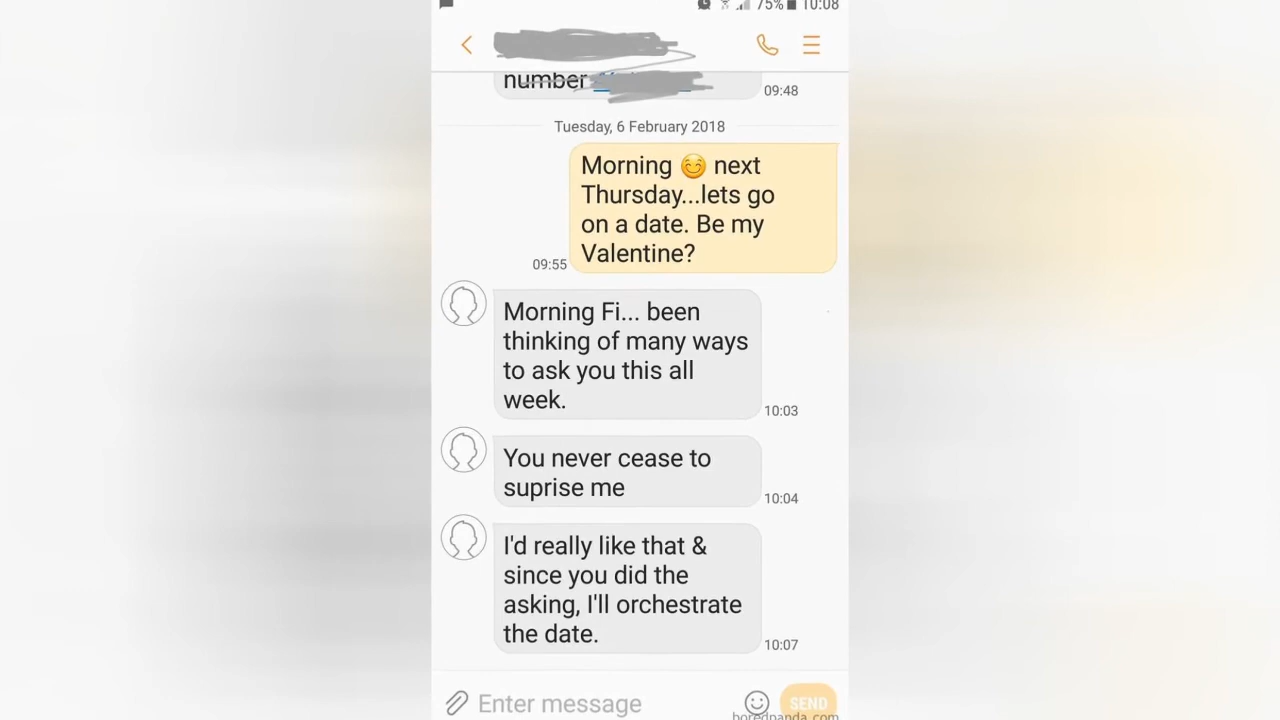 75% 10:08
number
09:48
Tuesday, 6 February 2018
Morning 😊 next
Thursday...lets go
on a date. Be my
Valentine?
09:55
Morning Fi... been
thinking of many ways
to ask you this all
week.
10:03
You never cease to
suprise me
10:04
I'd really like that &
since you did the
asking, I'll orchestrate
the date.
10:07
Enter message
SEND
boredpanda.com